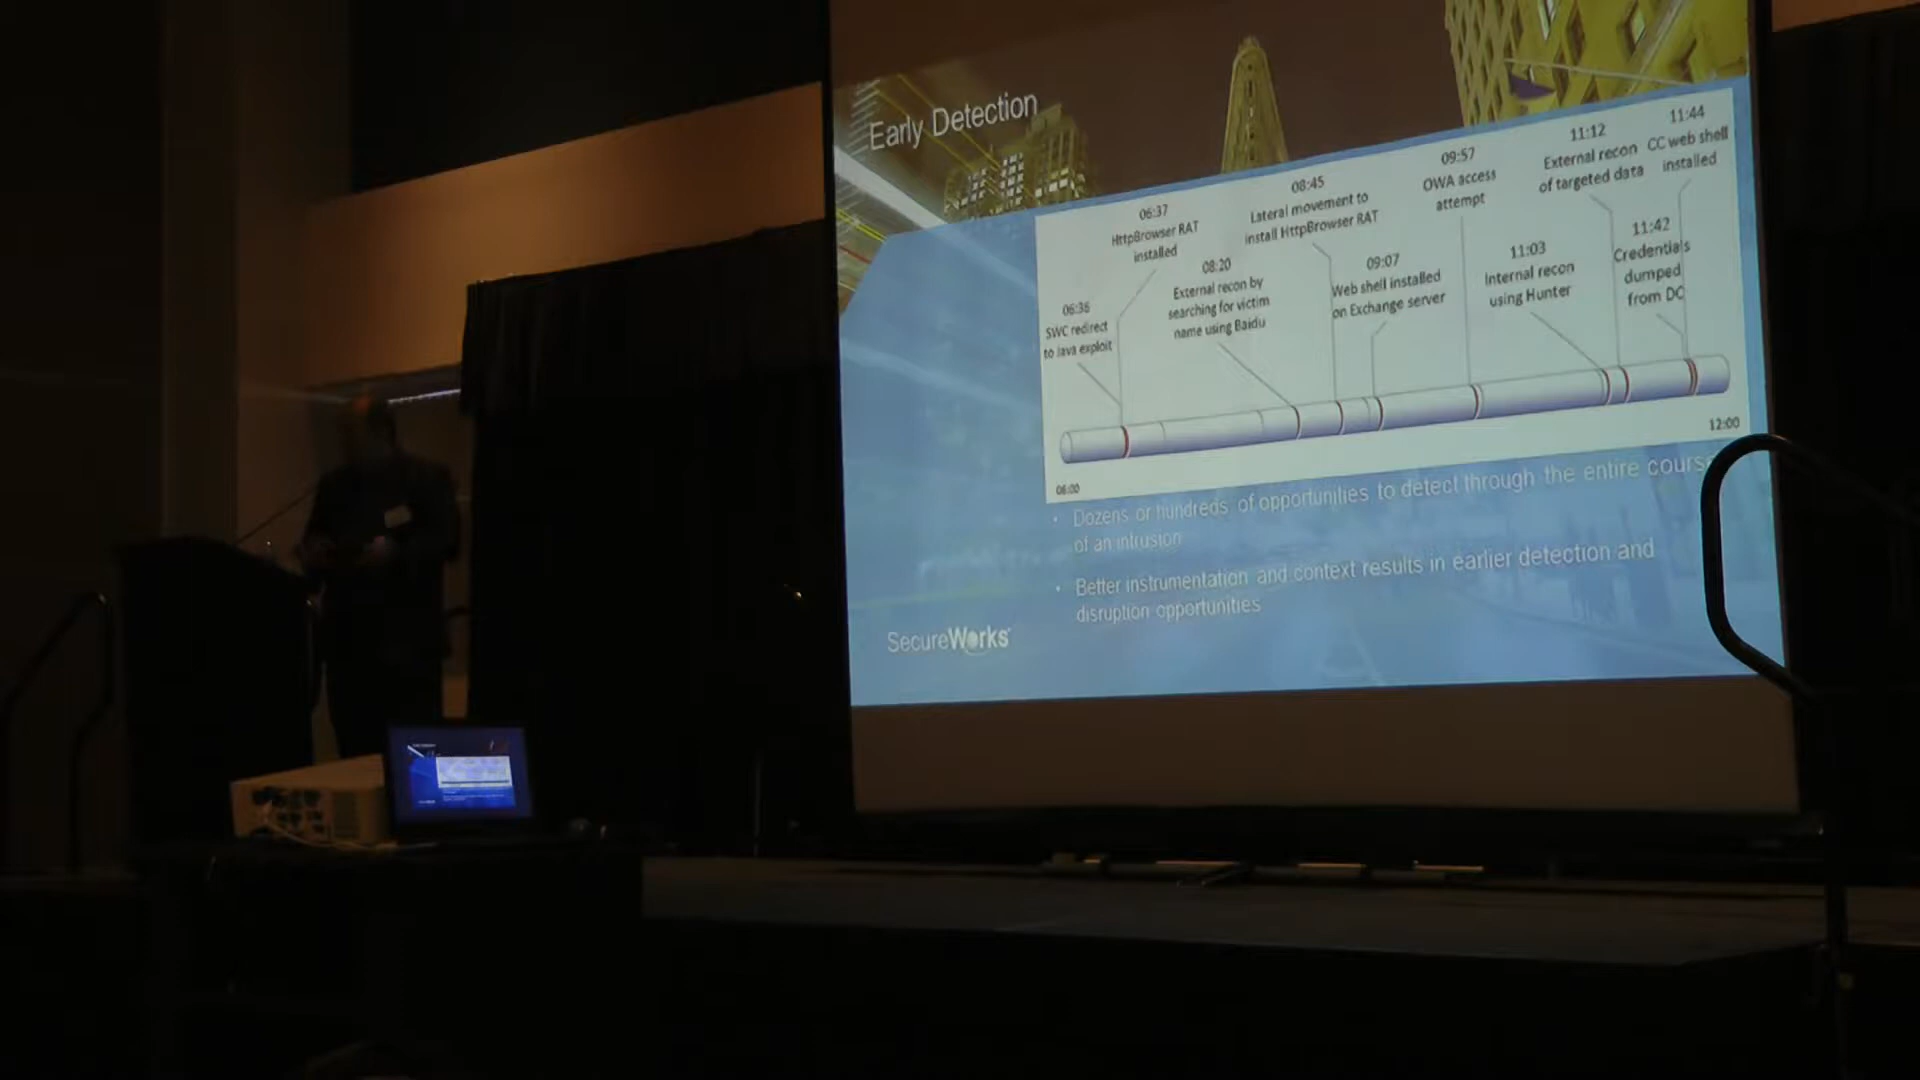 Early Detection
06:36
SWC redirect
to Java exploit
06:37
HttpBrowser RAT
installed
08:20
External recon by
searching for victim
name using Baidu
08:45
Lateral movement to
install HttpBrowser RAT
09:07
Web shell installed
on Exchange server
09:57
OWA access
attempt
11:03
Internal recon
using Hunter
11:12
External recon
of targeted data
11:42
Credentials
dumped
from DC
11:44
CC web shell
installed
06:00
12:00
• Dozens or hundreds of opportunities to detect through the entire cours
of an intrusion
• Better instrumentation and context results in earlier detection and
disruption opportunities
SecureWorks